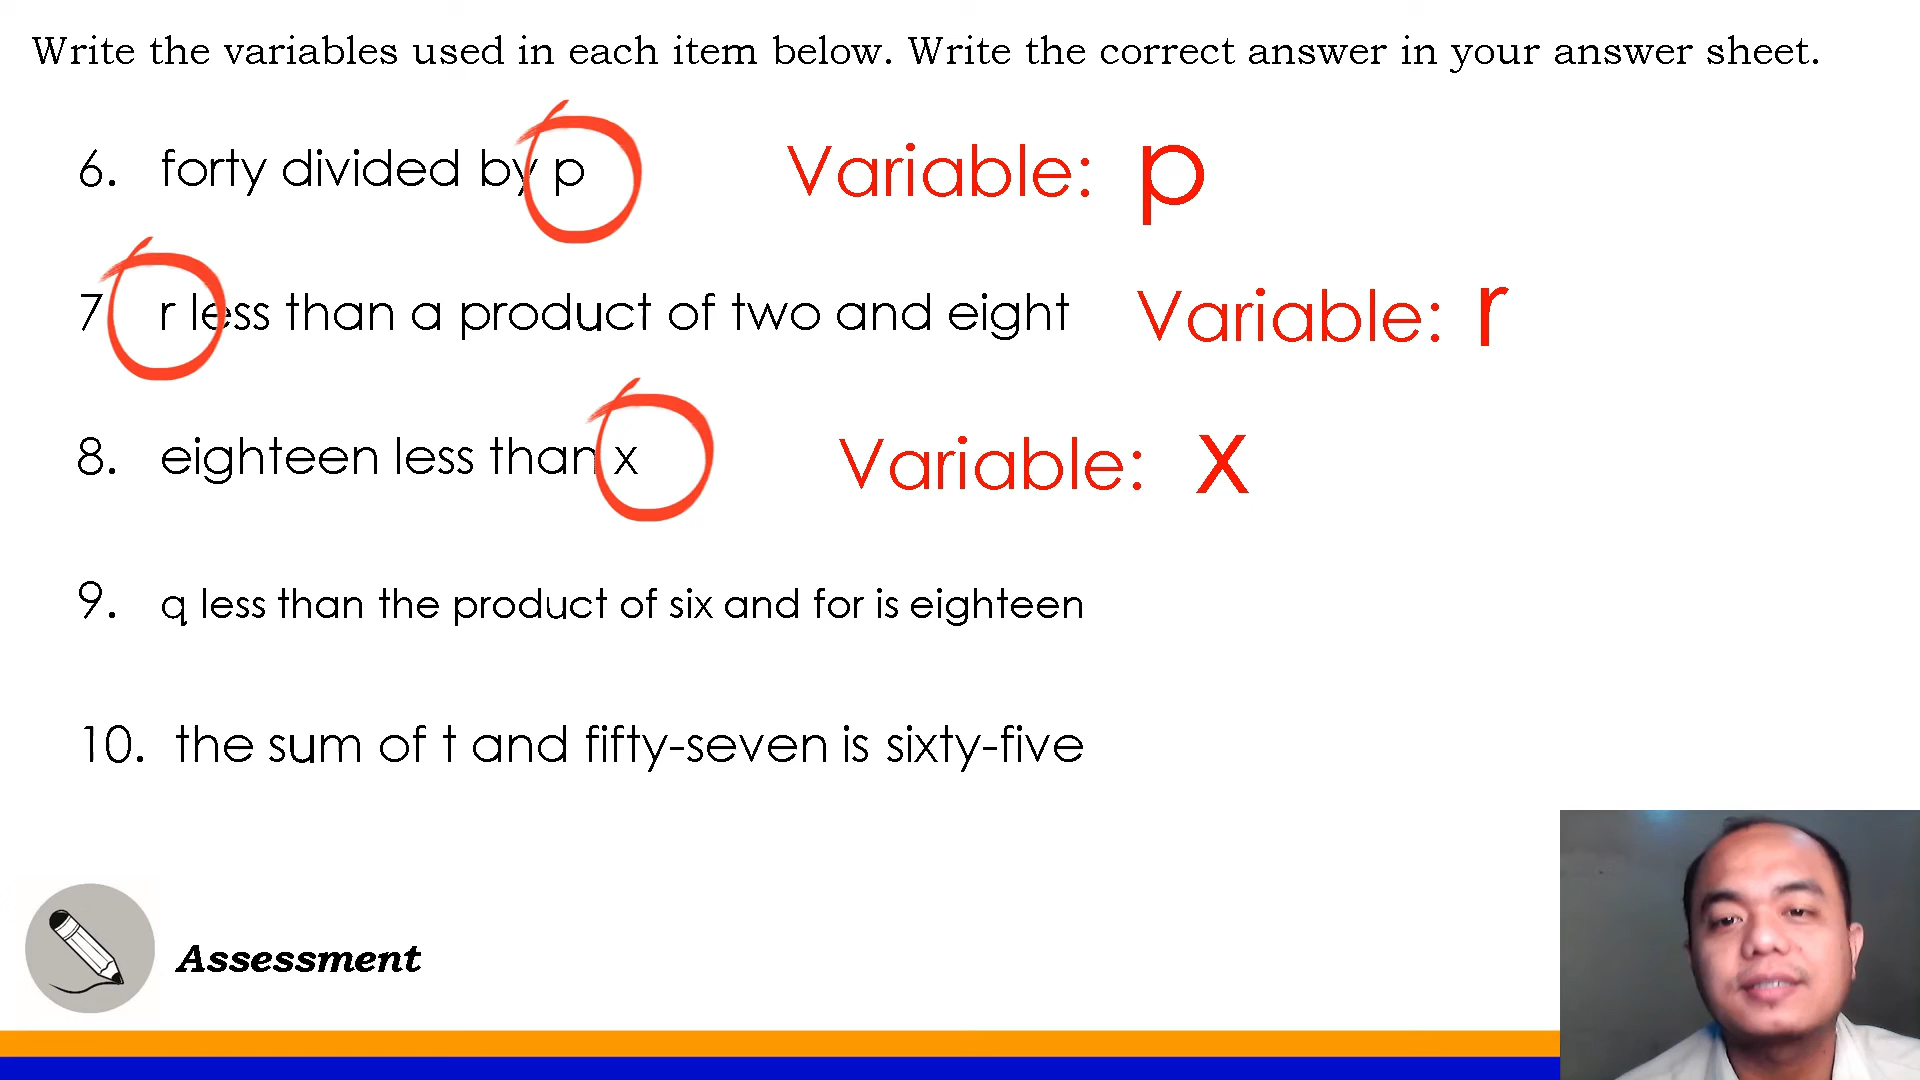 Write the variables used in each item below. Write the correct answer in your answer sheet.
6. forty divided by p Variable: p
7 r less than a product of two and eight Variable: r
8. eighteen less than x Variable: x
9. q less than the product of six and for is eighteen
10. the sum of t and fifty-seven is sixty-five
Assessment